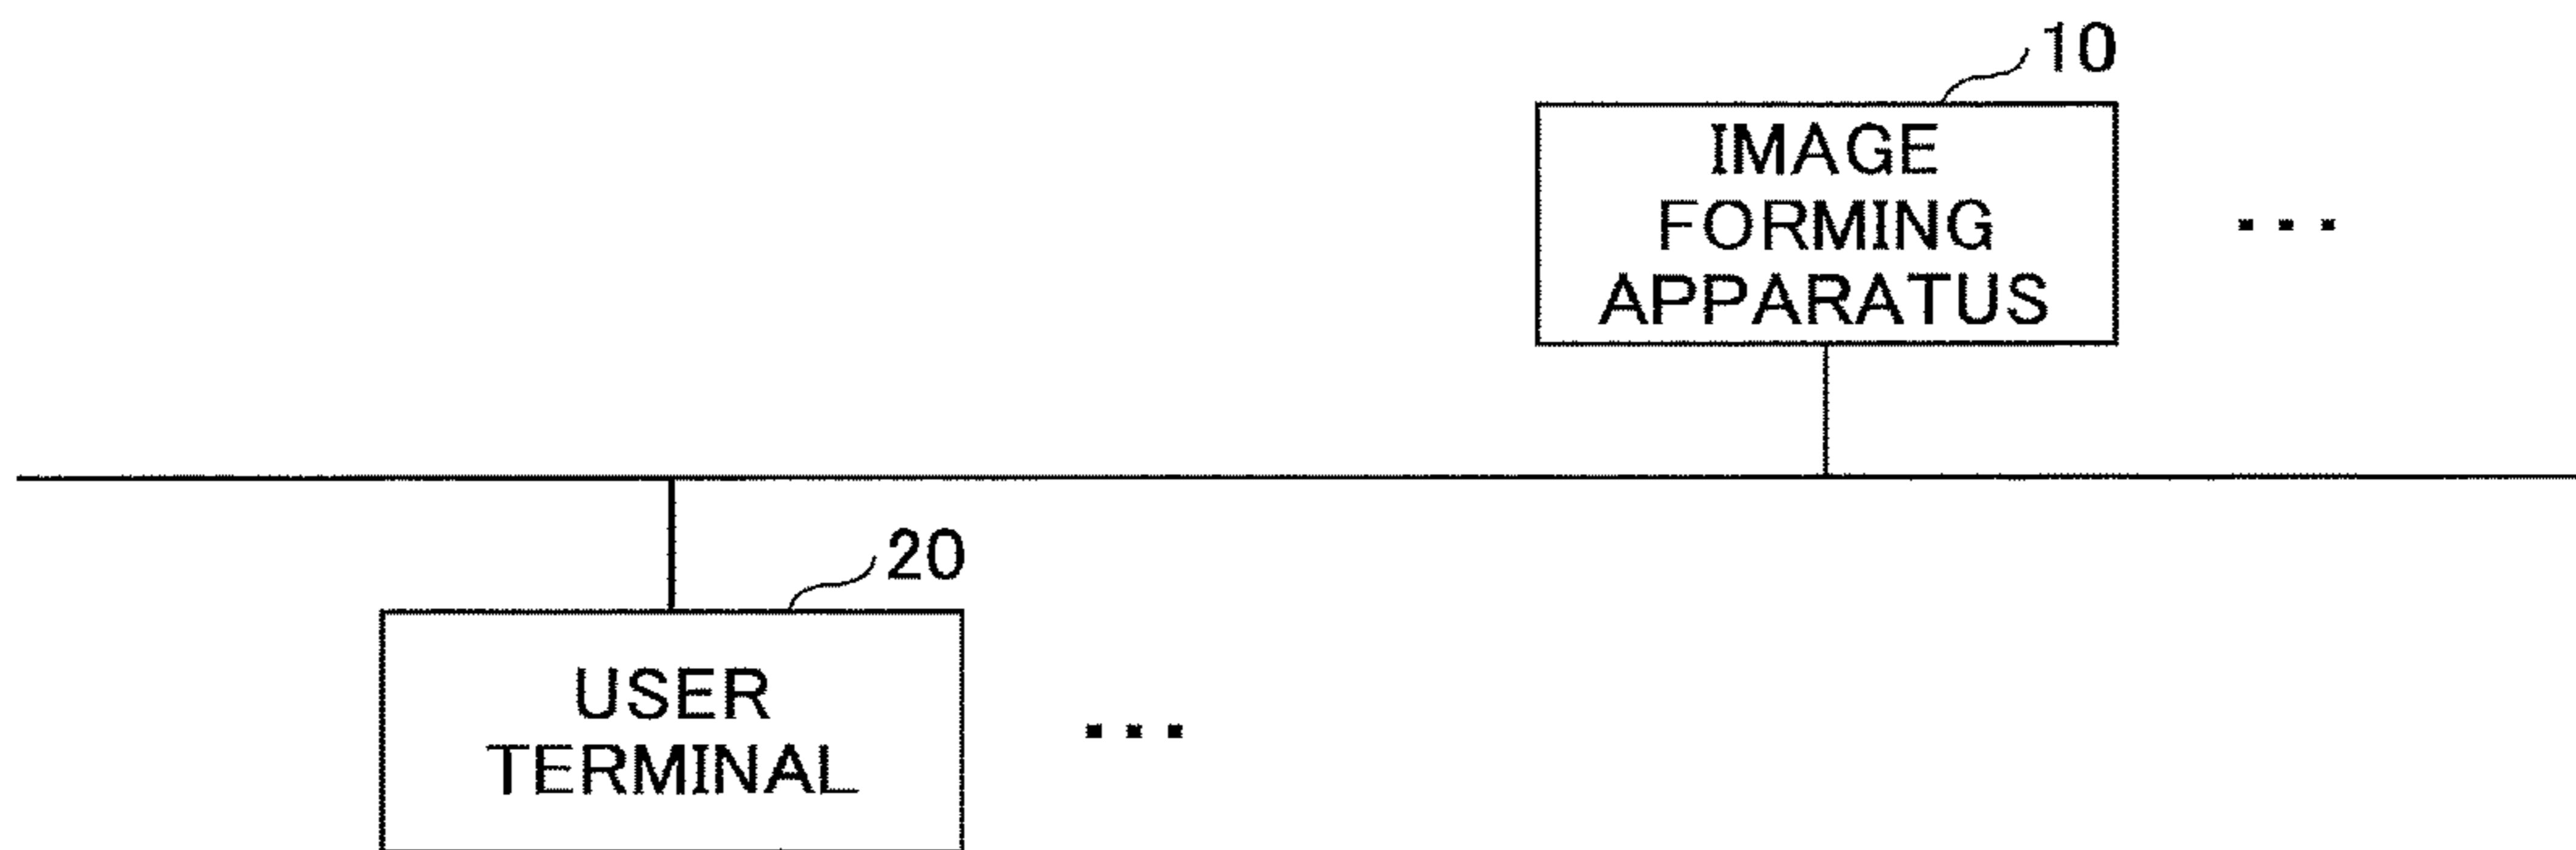 10
IMAGE
FORMING
APPARATUS
...
20
USER
TERMINAL
...